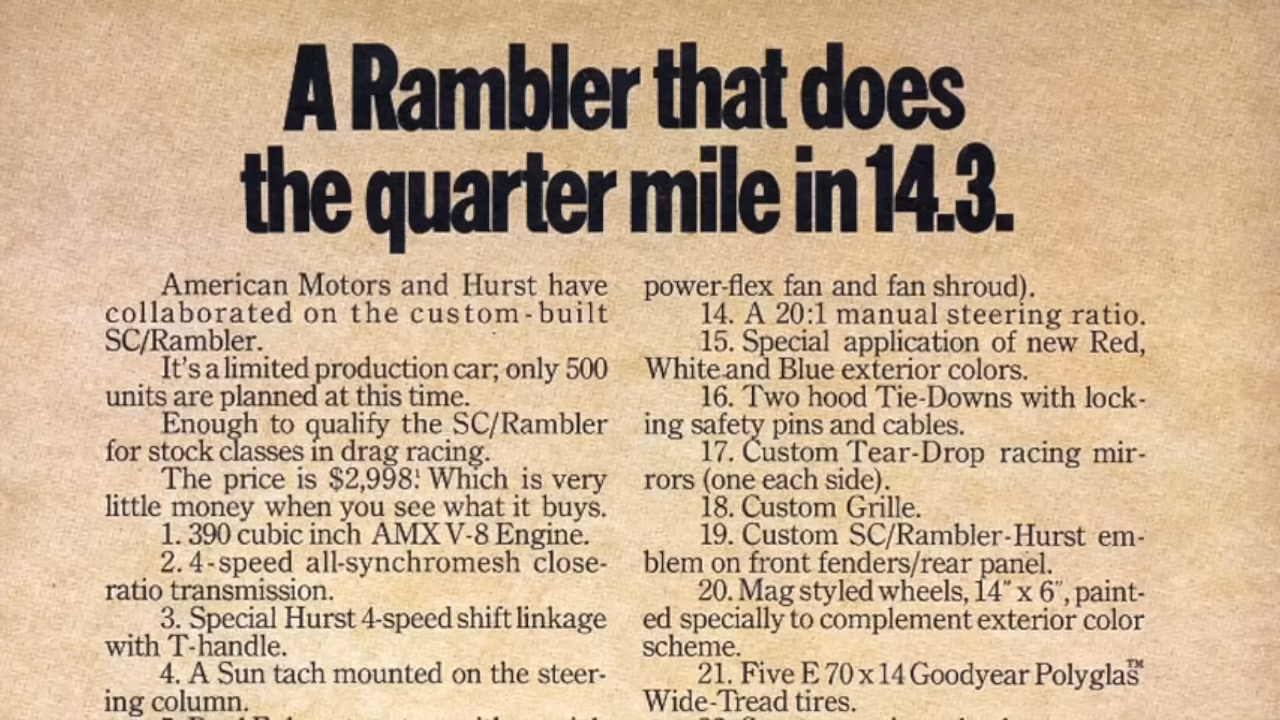 A Rambler that does
the quarter mile in 14.3.
American Motors and Hurst have
collaborated on the custom-built
SC/Rambler.
It's a limited production car; only 500
units are planned at this time.
Enough to qualify the SC/Rambler
for stock classes in drag racing.
The price is $2,998¹. Which is very
little money when you see what it buys.
1. 390 cubic inch AMX V-8 Engine.
2. 4-speed all-synchromesh close-
ratio transmission.
3. Special Hurst 4-speed shift linkage
with T-handle.
4. A Sun tach mounted on the steer-
ing column.
power-flex fan and fan shroud).
14. A 20:1 manual steering ratio.
15. Special application of new Red,
White and Blue exterior colors.
16. Two hood Tie-Downs with lock-
ing safety pins and cables.
17. Custom Tear-Drop racing mir-
rors (one each side).
18. Custom Grille.
19. Custom SC/Rambler-Hurst em-
blem on front fenders/rear panel.
20. Mag styled wheels, 14″ x 6″, paint-
ed specially to complement exterior color
scheme.
21. Five E 70 x 14 Goodyear Polyglas™
Wide-Tread tires.